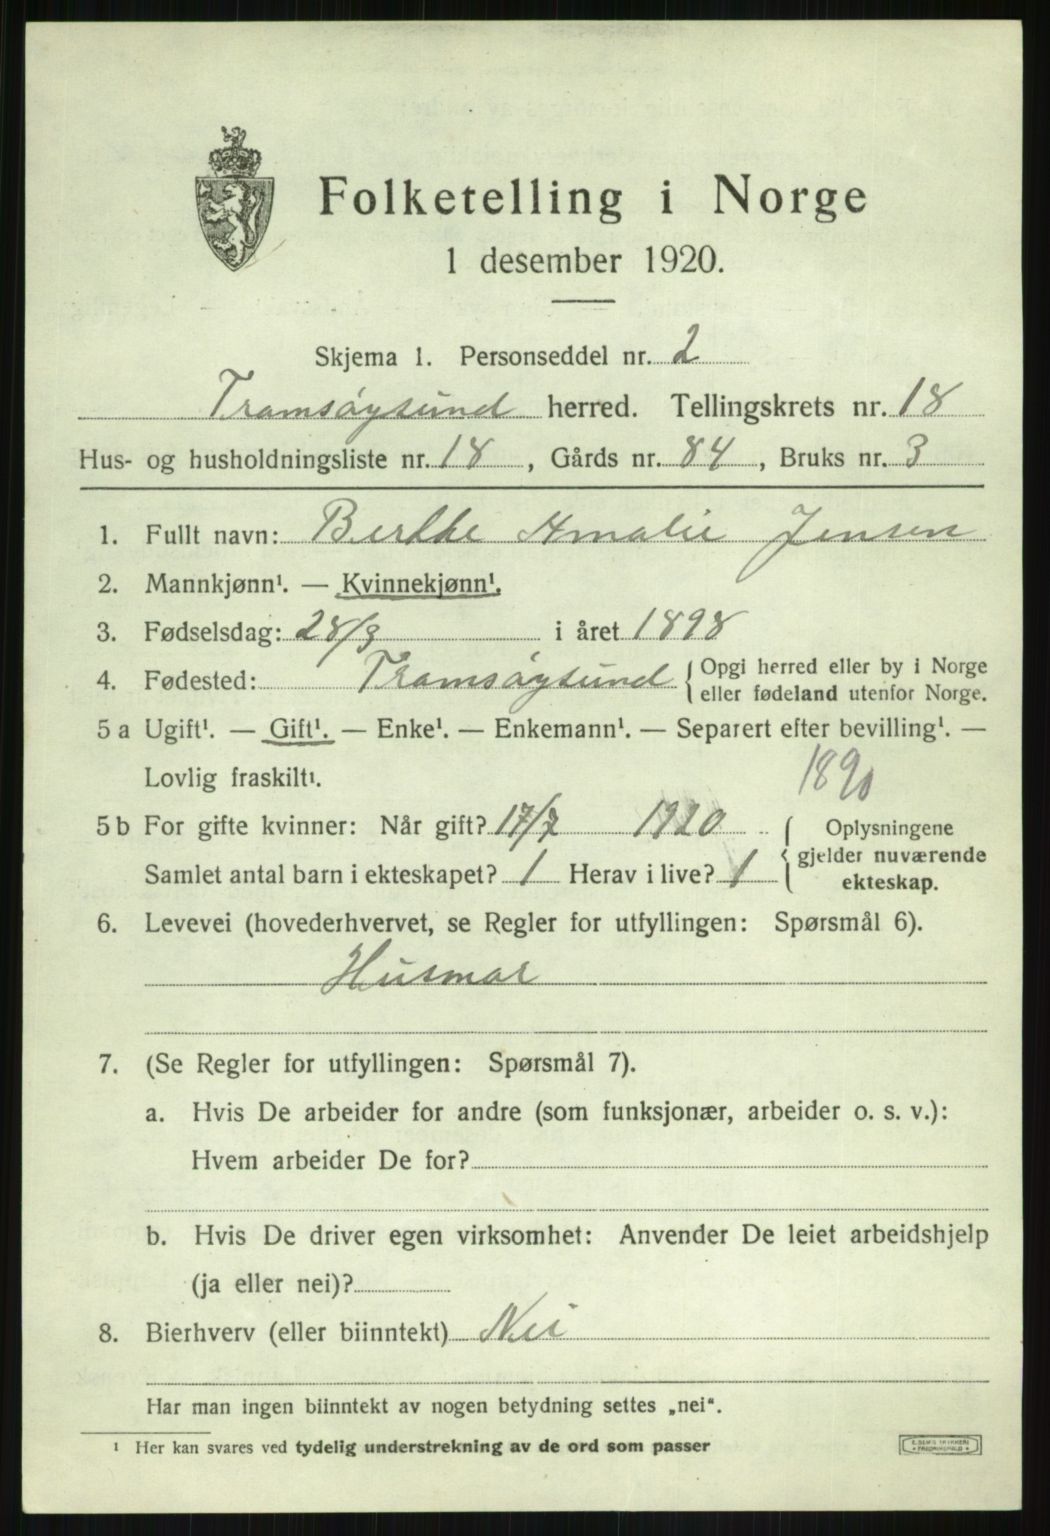 Folketelling i Norge
1 desember 1920.
Skjema 1. Personseddel nr. 2
Tromsøysund herred. Tellingskrets nr. 18
Hus- og husholdningsliste nr. 18, Gårds nr. 84, Bruks nr. 3
1. Fullt navn: Berthe Amalie Jensen
2. Mannkjønn¹. — Kvinnekjønn¹.
3. Fødselsdag: 28/3 i året 1898
4. Fødested: Tromsøysund { Opgi herred eller by i Norge
eller fødeland utenfor Norge.
5 a Ugift¹. — Gift¹. — Enke¹. — Enkemann¹. — Separert efter bevilling¹. —
Lovlig fraskilt¹.
1890
5 b For gifte kvinner: Når gift? 17/7 1920 { Oplysningene
gjelder nuværende
Samlet antal barn i ekteskapet? 1 Herav i live? 1
ekteskap.
6. Levevei (hovederhvervet, se Regler for utfyllingen: Spørsmål 6).
Husmor
7. (Se Regler for utfyllingen: Spørsmål 7).
a. Hvis De arbeider for andre (som funksjonær, arbeider o. s. v.):
Hvem arbeider De for?
b. Hvis De driver egen virksomhet: Anvender De leiet arbeidshjelp
(ja eller nei)?
8. Bierhverv (eller biinntekt) Nei
Har man ingen biinntekt av nogen betydning settes „nei“.
¹ Her kan svares ved tydelig understrekning av de ord som passer